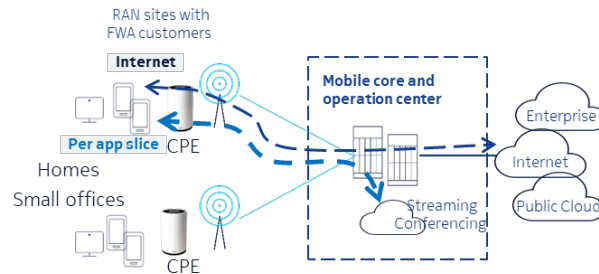 RAN sites with
FWA customers
Internet
Per app slice
CPE
Homes
Small offices
CPE
Mobile core and
operation center
Streaming
Conferencing
Enterprise
Internet
Public Cloud